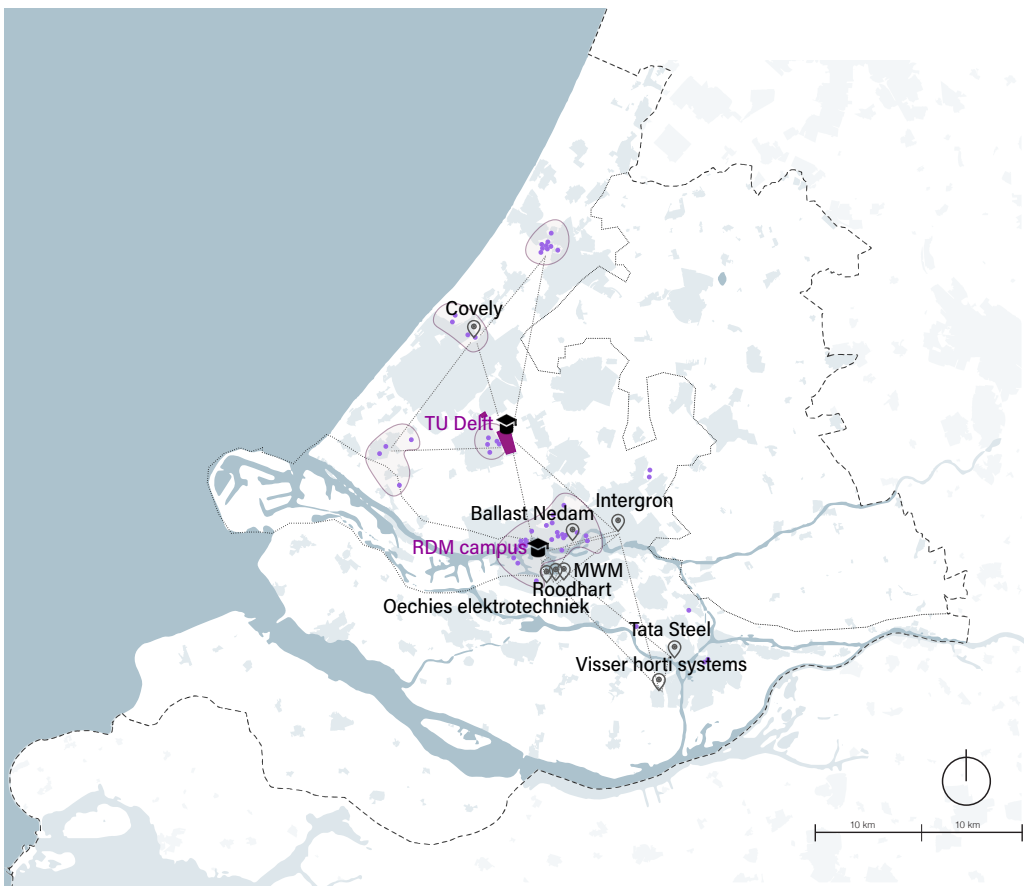 Covely
TU Delft
Intergron
Ballast Nedam
RDM campus
MWM
Roodhart
Oechies elektrotechniek
Tata Steel
Visser horti systems
10 km
10 km